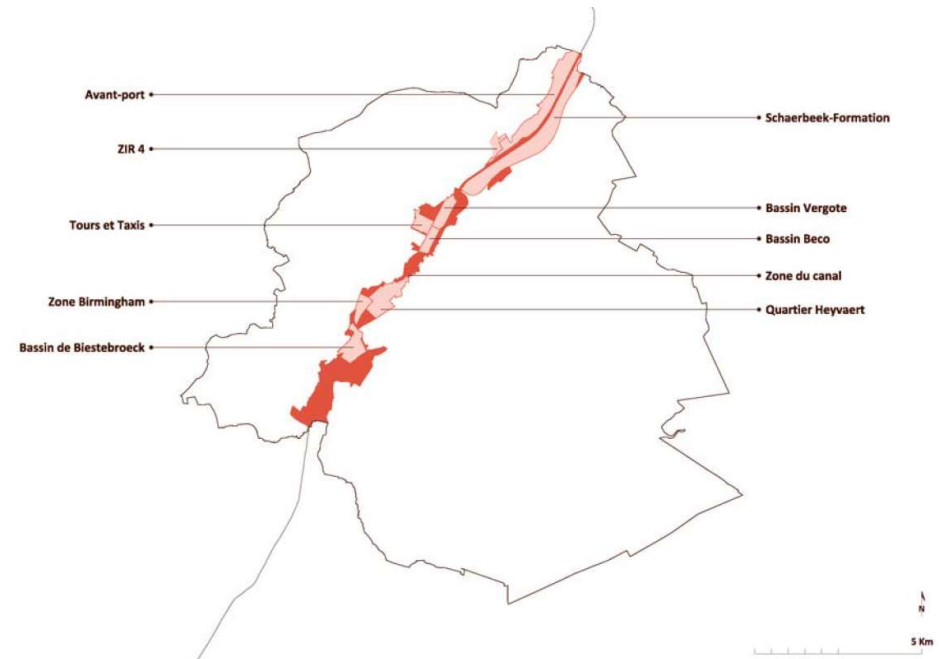 Avant-port
ZIR 4
Tours et Taxis
Zone Birmingham
Bassin de Biestebroeck
Schaerbeek-Formation
Bassin Vergote
Bassin Beco
Zone du canal
Quartier Heyvaert
N
5 Km